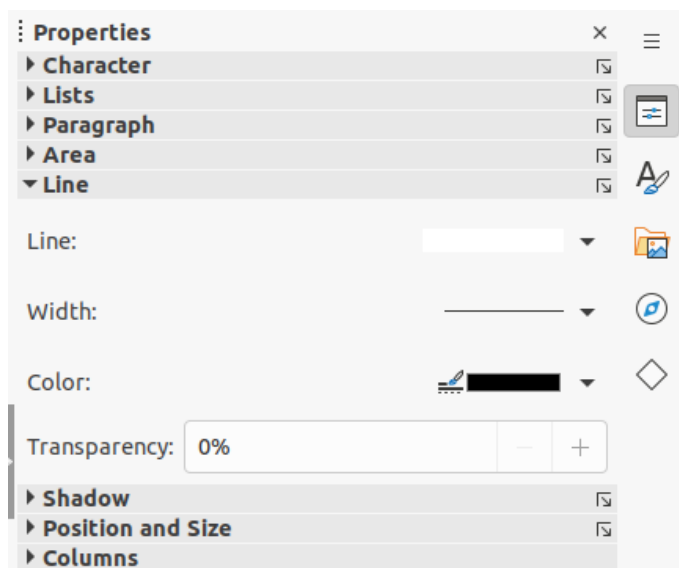 Properties
Character
Lists
Paragraph
Area
Line
Line:
Width:
Color:
Transparency: 0%
Shadow
Position and Size
Columns